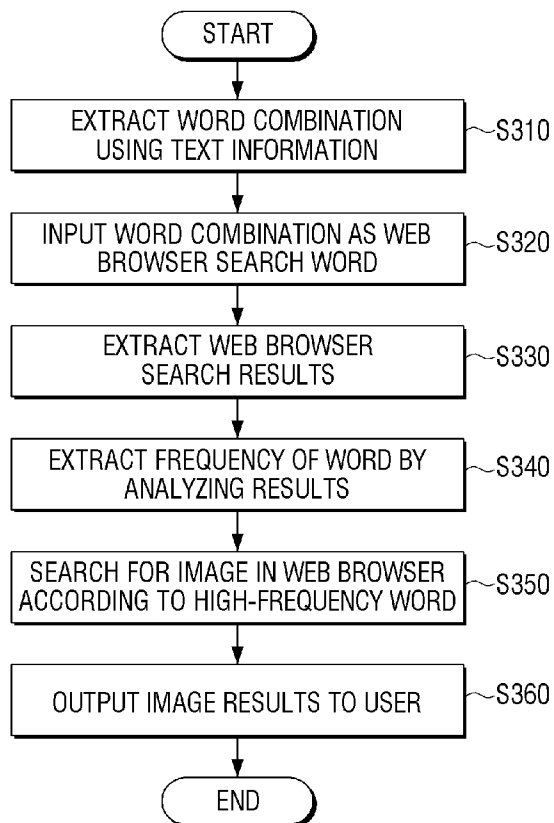 START
EXTRACT WORD COMBINATION
USING TEXT INFORMATION
S310
INPUT WORD COMBINATION AS WEB
BROWSER SEARCH WORD
S320
EXTRACT WEB BROWSER
SEARCH RESULTS
S330
EXTRACT FREQUENCY OF WORD BY
ANALYZING RESULTS
S340
SEARCH FOR IMAGE IN WEB BROWSER
ACCORDING TO HIGH-FREQUENCY WORD
S350
OUTPUT IMAGE RESULTS TO USER
S360
END